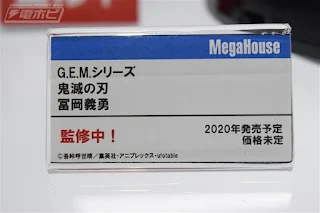 電ホビ
MegaHouse
G.E.M.シリーズ
鬼滅の刃
冨岡義勇
監修中！
2020年発売予定
価格未定
©吾峠呼世晴／集英社・アニプレックス・ufotable